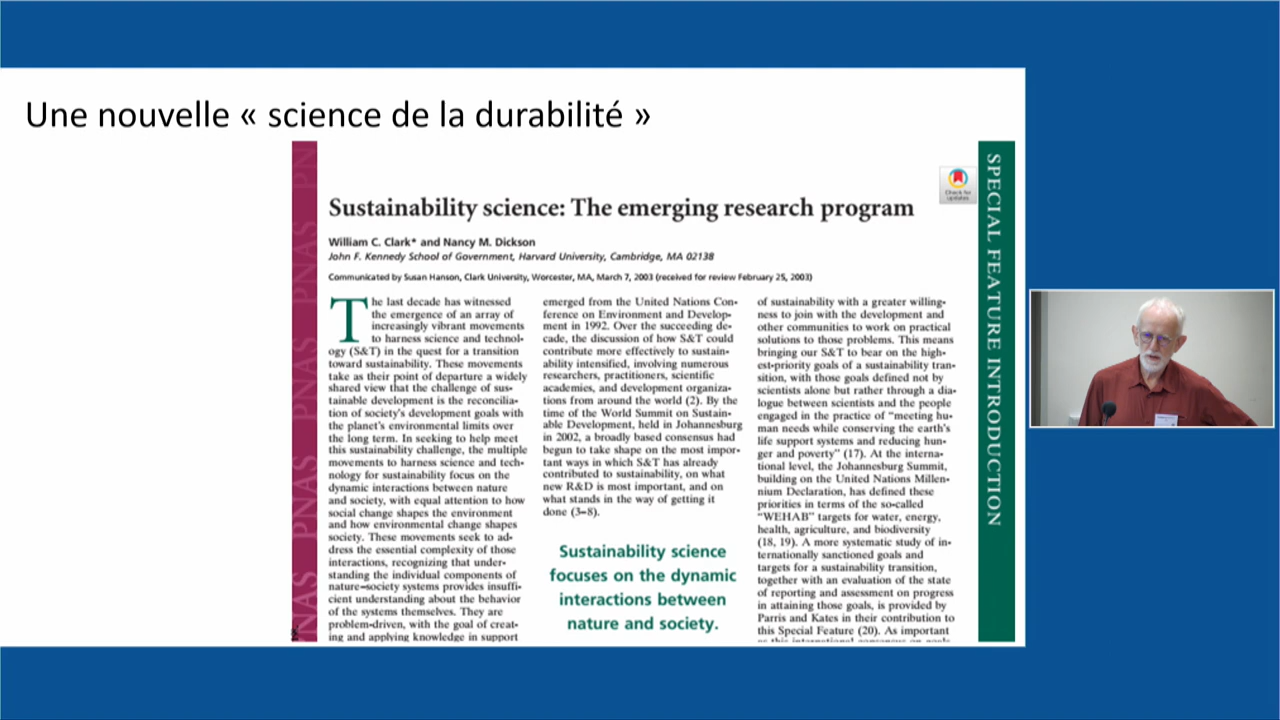 Une nouvelle « science de la durabilité »
PNAS PNAS PNAS PN
Check for
updates
SPECIAL FEATURE INTRODUCTION
Sustainability science: The emerging research program
William C. Clark* and Nancy M. Dickson
John F. Kennedy School of Government, Harvard University, Cambridge, MA 02138
Communicated by Susan Hanson, Clark University, Worcester, MA, March 7, 2003 (received for review February 25, 2003)
The last decade has witnessed
the emergence of an array of
increasingly vibrant movements
to harness science and technol-
ogy (S&T) in the quest for a transition
toward sustainability. These movements
take as their point of departure a widely
shared view that the challenge of sus-
tainable development is the reconcilia-
tion of society's development goals with
the planet's environmental limits over
the long term. In seeking to help meet
this sustainability challenge, the multiple
movements to harness science and tech-
nology for sustainability focus on the
dynamic interactions between nature
and society, with equal attention to how
social change shapes the environment
and how environmental change shapes
society. These movements seek to ad-
dress the essential complexity of those
interactions, recognizing that under-
standing the individual components of
nature–society systems provides insuffi-
cient understanding about the behavior
of the systems themselves. They are
problem-driven, with the goal of creat-
ing and applying knowledge in support
emerged from the United Nations Con-
ference on Environment and Develop-
ment in 1992. Over the succeeding de-
cade, the discussion of how S&T could
contribute more effectively to sustain-
ability intensified, involving numerous
researchers, practitioners, scientific
academies, and development organiza-
tions from around the world (2). By the
time of the World Summit on Sustain-
able Development, held in Johannesburg
in 2002, a broadly based consensus had
begun to take shape on the most impor-
tant ways in which S&T has already
contributed to sustainability, on what
new R&D is most important, and on
what stands in the way of getting it
done (3–8).
Sustainability science
focuses on the dynamic
interactions between
nature and society.
of sustainability with a greater willing-
ness to join with the development and
other communities to work on practical
solutions to those problems. This means
bringing our S&T to bear on the high-
est-priority goals of a sustainability tran-
sition, with those goals defined not by
scientists alone but rather through a dia-
logue between scientists and the people
engaged in the practice of "meeting hu-
man needs while conserving the earth's
life support systems and reducing hun-
ger and poverty" (17). At the interna-
tional level, the Johannesburg Summit,
building on the United Nations Millen-
nium Declaration, has defined these
priorities in terms of the so-called
"WEHAB" targets for water, energy,
health, agriculture, and biodiversity
(18, 19). A more systematic study of in-
ternationally sanctioned goals and
targets for a sustainability transition,
together with an evaluation of the state
of reporting and assessment on progress
in attaining those goals, is provided by
Parris and Kates in their contribution to
this Special Feature (20). As important